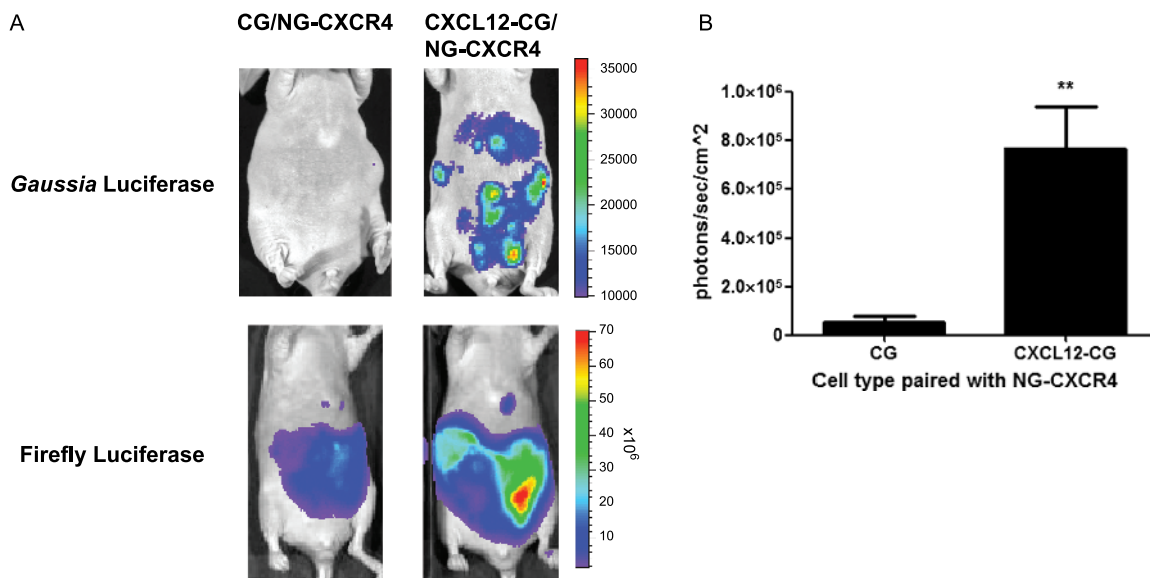 A
CG/NG-CXCR4
CXCL12-CG/
NG-CXCR4
Gaussia Luciferase
35000
30000
25000
20000
15000
10000
Firefly Luciferase
70
60
50
40
30
20
10
x10⁶
B
**
photons/sec/cm^2
1.0×10⁶
8.0×10⁵
6.0×10⁵
4.0×10⁵
2.0×10⁵
0
CG
CXCL12-CG
Cell type paired with NG-CXCR4